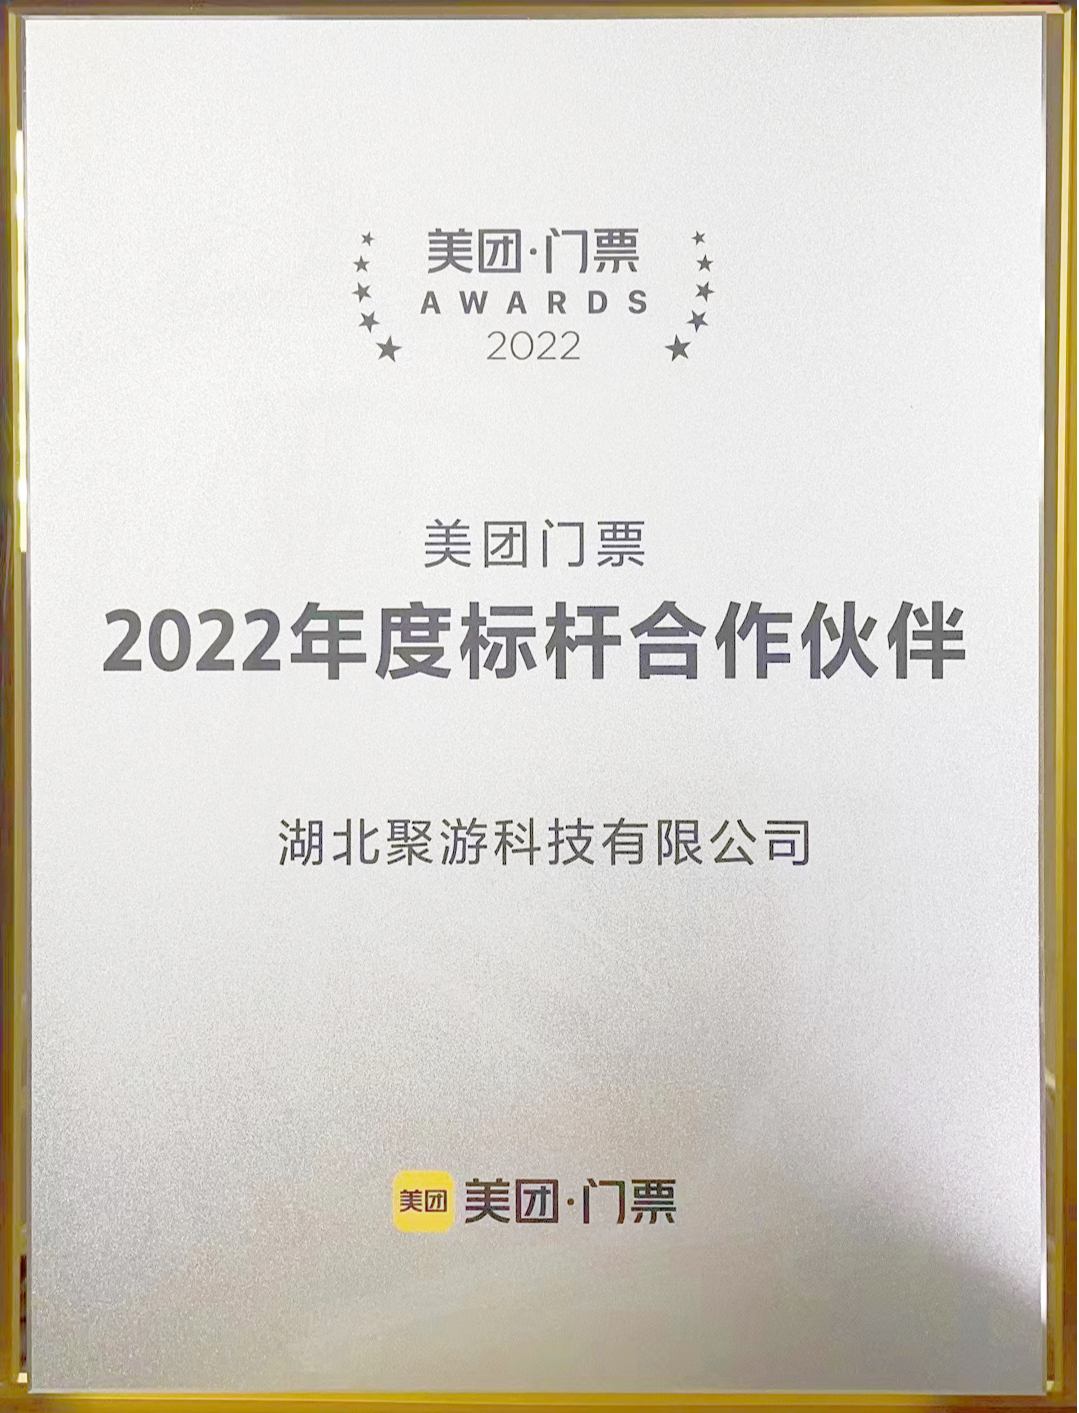 美团·门票
AWARDS
2022
美团门票
2022年度标杆合作伙伴
湖北聚游科技有限公司
美团 美团·门票